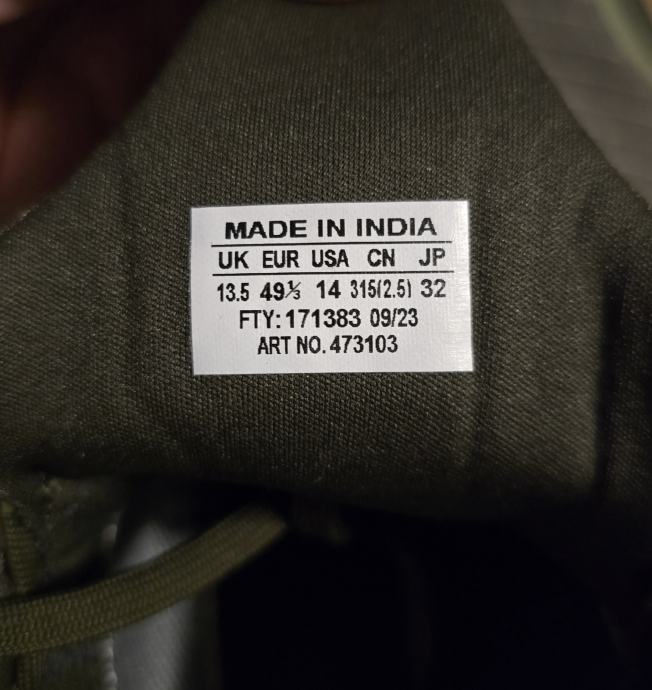 MADE IN INDIA
UK EUR USA CN JP
13.5 49⅓ 14 315(2.5) 32
FTY: 171383 09/23
ART NO. 473103